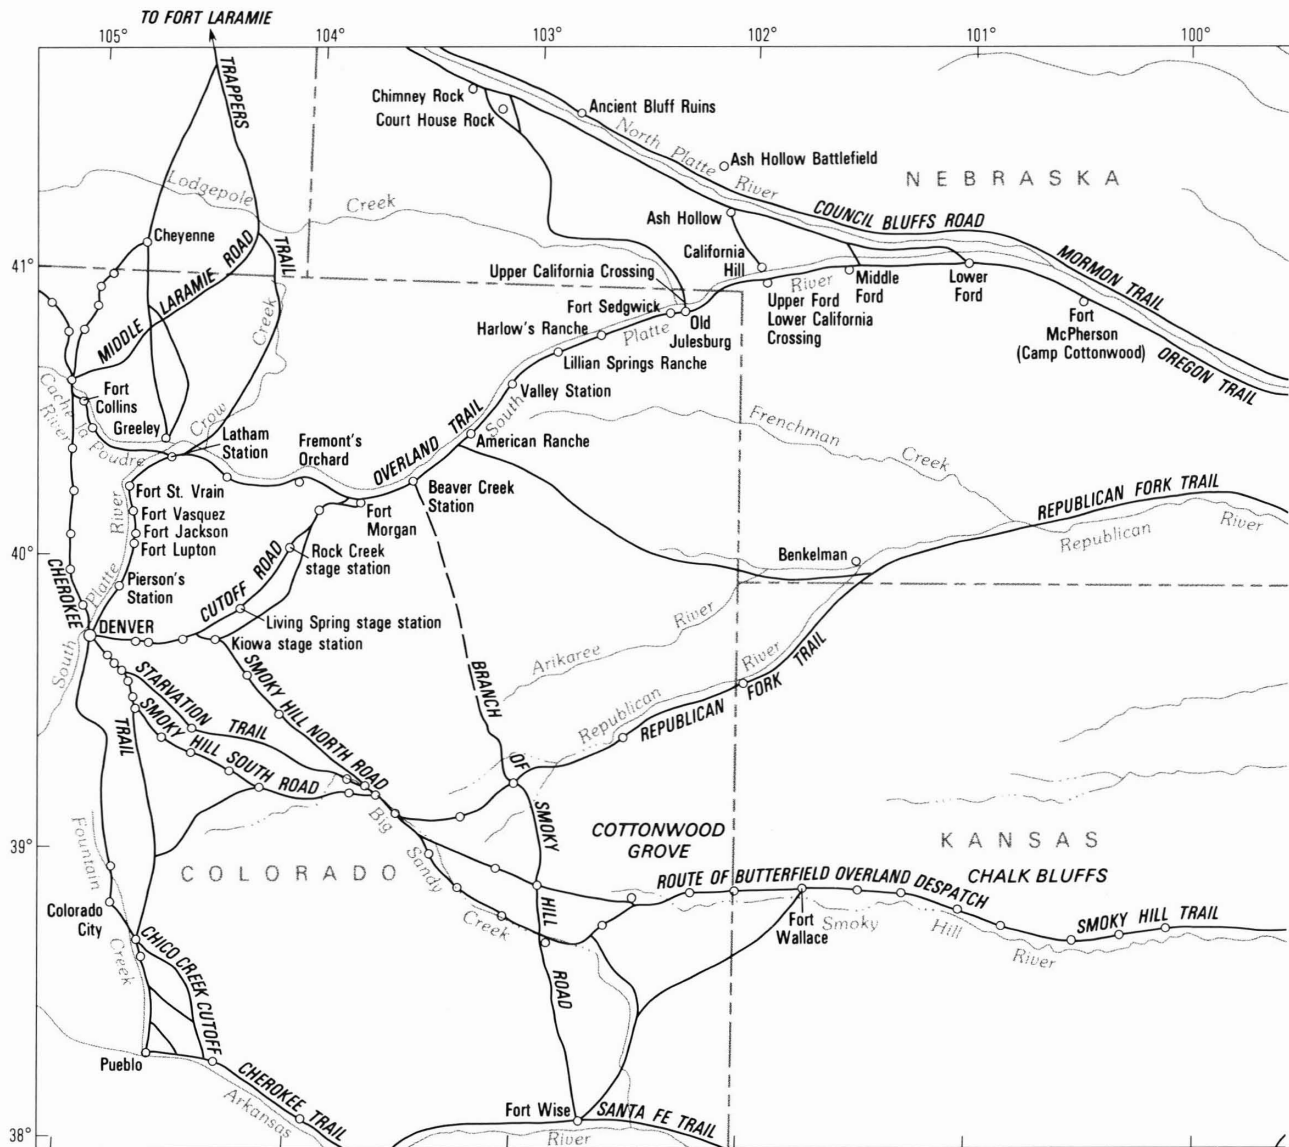 TO FORT LARAMIE
105°
104°
103°
102°
101°
100°
TRAPPERS
TRAIL
Chimney Rock
Court House Rock
Ancient Bluff Ruins
North Platte
River
Ash Hollow Battlefield
NEBRASKA
Lodgepole
Creek
COUNCIL BLUFFS ROAD
MORMON TRAIL
Ash Hollow
Cheyenne
California
Hill
41°
MIDDLE LARAMIE ROAD
Upper California Crossing
River
Middle
Ford
Lower
Ford
Fort Sedgwick
Old
Julesburg
Upper Ford
Lower California
Crossing
Fort
McPherson
(Camp Cottonwood)
OREGON TRAIL
Harlow's Ranche
Platte
Lillian Springs Ranche
Crow
Creek
Cache la Poudre
River
Fort
Collins
Greeley
Latham
Station
Fremont's
Orchard
OVERLAND TRAIL
South
Valley Station
American Ranche
Frenchman
Creek
Fort St. Vrain
Fort Vasquez
Fort Jackson
Fort Lupton
River
Platte
South
Fort
Morgan
Beaver Creek
Station
REPUBLICAN FORK TRAIL
Republican
River
40°
CHEROKEE
TRAIL
Pierson's
Station
CUTOFF ROAD
Rock Creek
stage station
Benkelman
DENVER
Living Spring stage station
Kiowa stage station
Arikaree
River
STARVATION
TRAIL
SMOKY HILL NORTH ROAD
SMOKY HILL SOUTH ROAD
BRANCH OF SMOKY HILL ROAD
Republican
River
REPUBLICAN FORK TRAIL
Big
Sandy
Creek
39°
COLORADO
COTTONWOOD
GROVE
KANSAS
ROUTE OF BUTTERFIELD OVERLAND DESPATCH
CHALK BLUFFS
Fountain
Creek
Colorado
City
Fort
Wallace
Smoky
Hill
River
SMOKY HILL TRAIL
CHICO CREEK CUTOFF
Pueblo
CHEROKEE TRAIL
Arkansas
River
Fort Wise
SANTA FE TRAIL
38°